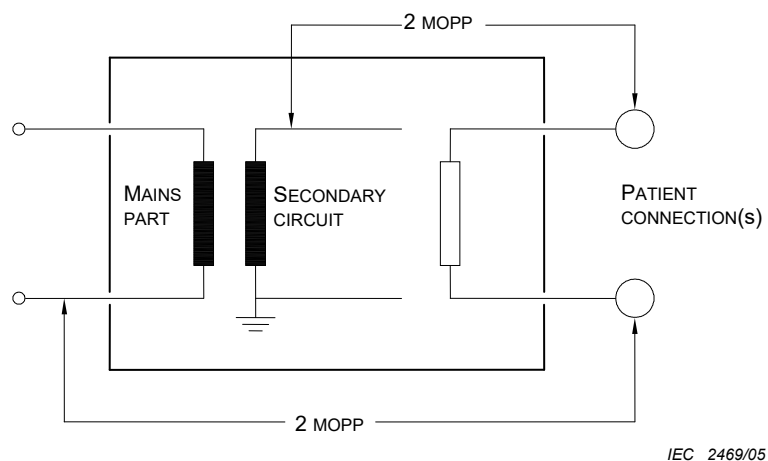 2 MOPP
MAINS
PART
SECONDARY
CIRCUIT
PATIENT
CONNECTION(s)
2 MOPP
IEC 2469/05